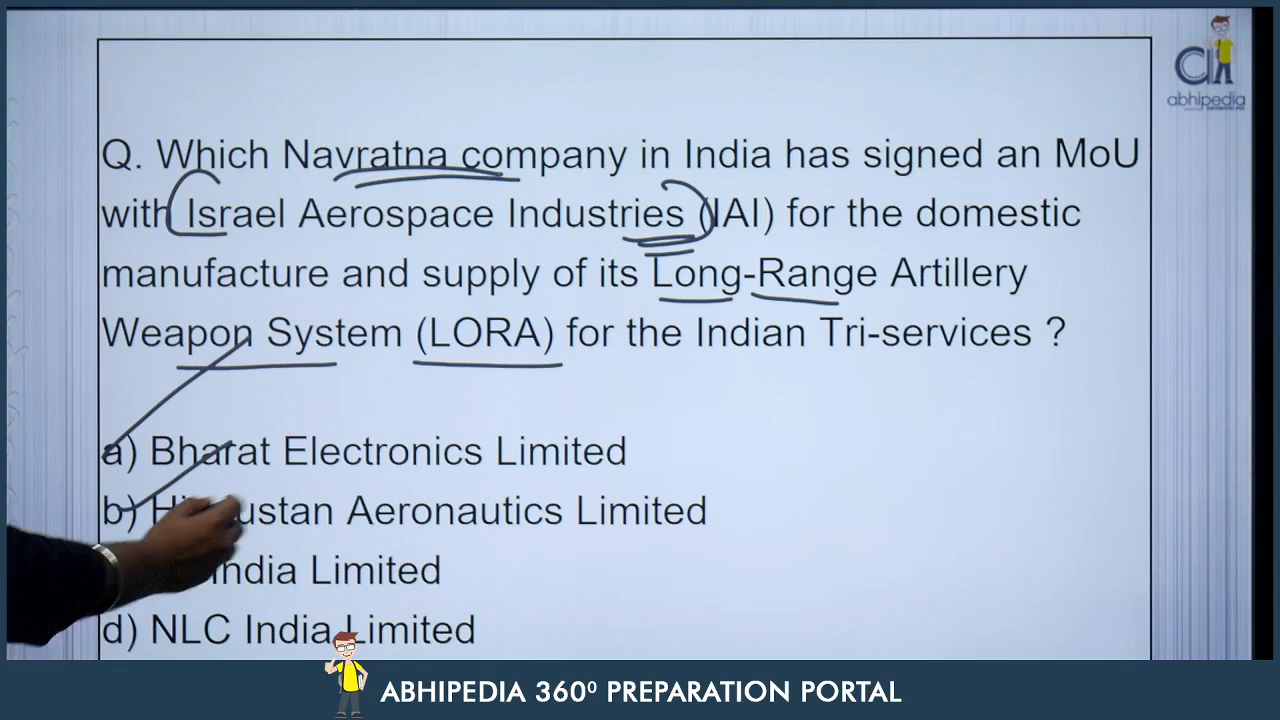 abhipedia
Q. Which Navratna company in India has signed an MoU
with Israel Aerospace Industries (IAI) for the domestic
manufacture and supply of its Long-Range Artillery
Weapon System (LORA) for the Indian Tri-services ?
a) Bharat Electronics Limited
b) Hindustan Aeronautics Limited
India Limited
d) NLC India Limited
ABHIPEDIA 360º PREPARATION PORTAL